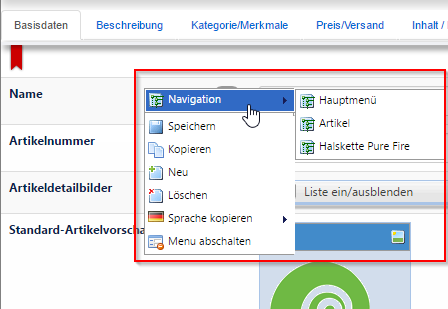 Basisdaten
Beschreibung
Kategorie/Merkmale
Preis/Versand
Inhalt /
Name
Navigation
Hauptmenü
Artikel
Halskette Pure Fire
Speichern
Artikelnummer
Kopieren
Neu
Artikeldetailbilder
Löschen
Liste ein/ausblenden
Sprache kopieren
Standard-Artikelvorscha
Menu abschalten